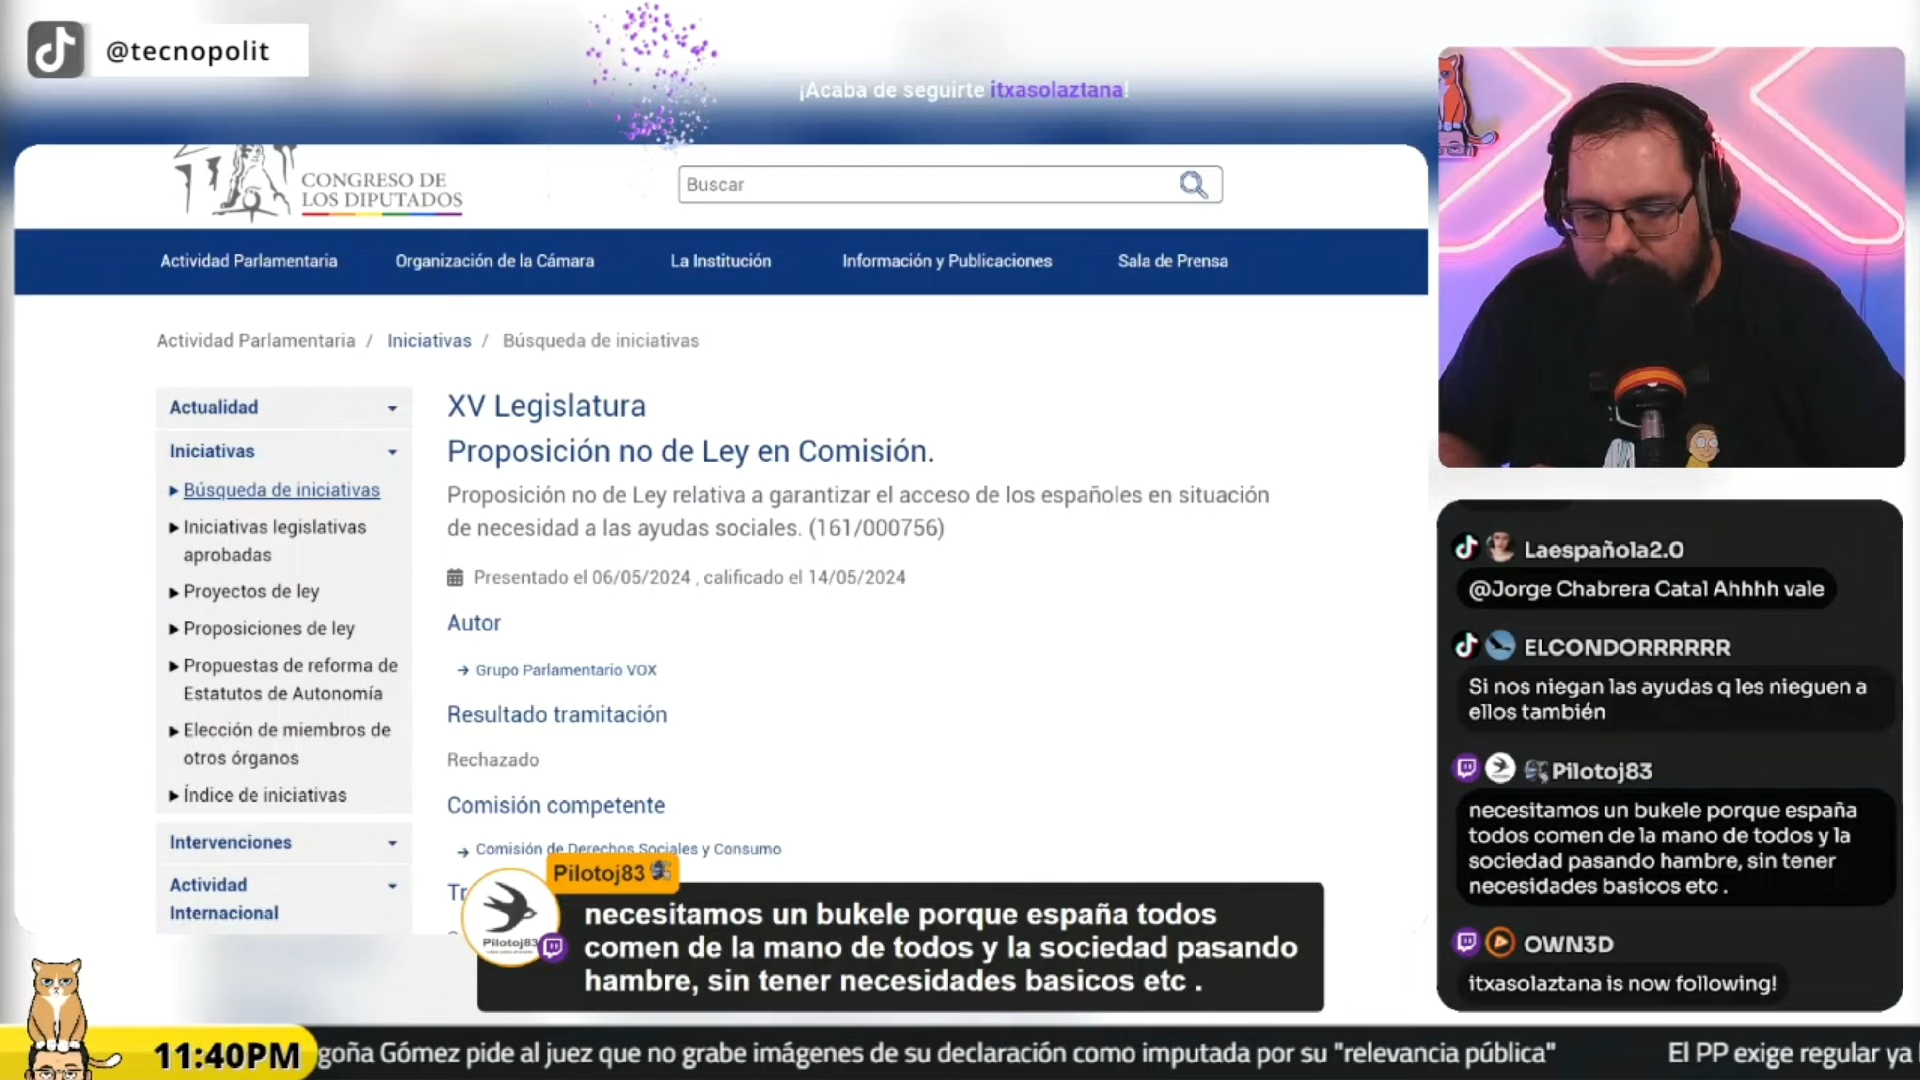 @tecnopolit
¡Acaba de seguirte itxasolaztana!
CONGRESO DE
LOS DIPUTADOS
Buscar
Actividad Parlamentaria
Organización de la Cámara
La Institución
Información y Publicaciones
Sala de Prensa
Actividad Parlamentaria / Iniciativas / Búsqueda de iniciativas
Actualidad
Iniciativas
Búsqueda de iniciativas
Iniciativas legislativas
aprobadas
Proyectos de ley
Proposiciones de ley
Propuestas de reforma de
Estatutos de Autonomía
Elección de miembros de
otros órganos
Índice de iniciativas
Intervenciones
Actividad
Internacional
XV Legislatura
Proposición no de Ley en Comisión.
Proposición no de Ley relativa a garantizar el acceso de los españoles en situación
de necesidad a las ayudas sociales. (161/000756)
Presentado el 06/05/2024 , calificado el 14/05/2024
Autor
Grupo Parlamentario VOX
Resultado tramitación
Rechazado
Comisión competente
Comisión de Derechos Sociales y Consumo
Tr
Pilotoj83
Pilotoj83
necesitamos un bukele porque españa todos
comen de la mano de todos y la sociedad pasando
hambre, sin tener necesidades basicos etc .
Laespañola2.0
@Jorge Chabrera Catal Ahhhh vale
ELCONDORRRRRR
Si nos niegan las ayudas q les nieguen a
ellos también
Pilotoj83
necesitamos un bukele porque españa
todos comen de la mano de todos y la
sociedad pasando hambre, sin tener
necesidades basicos etc .
OWN3D
itxasolaztana is now following!
11:40PM
goña Gómez pide al juez que no grabe imágenes de su declaración como imputada por su "relevancia pública"
El PP exige regular ya